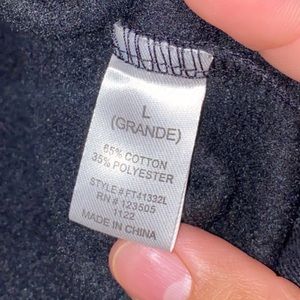 L
(GRANDE)
65% COTTON
35% POLYESTER
STYLE # FT41332L
RN # 123505
1122
MADE IN CHINA